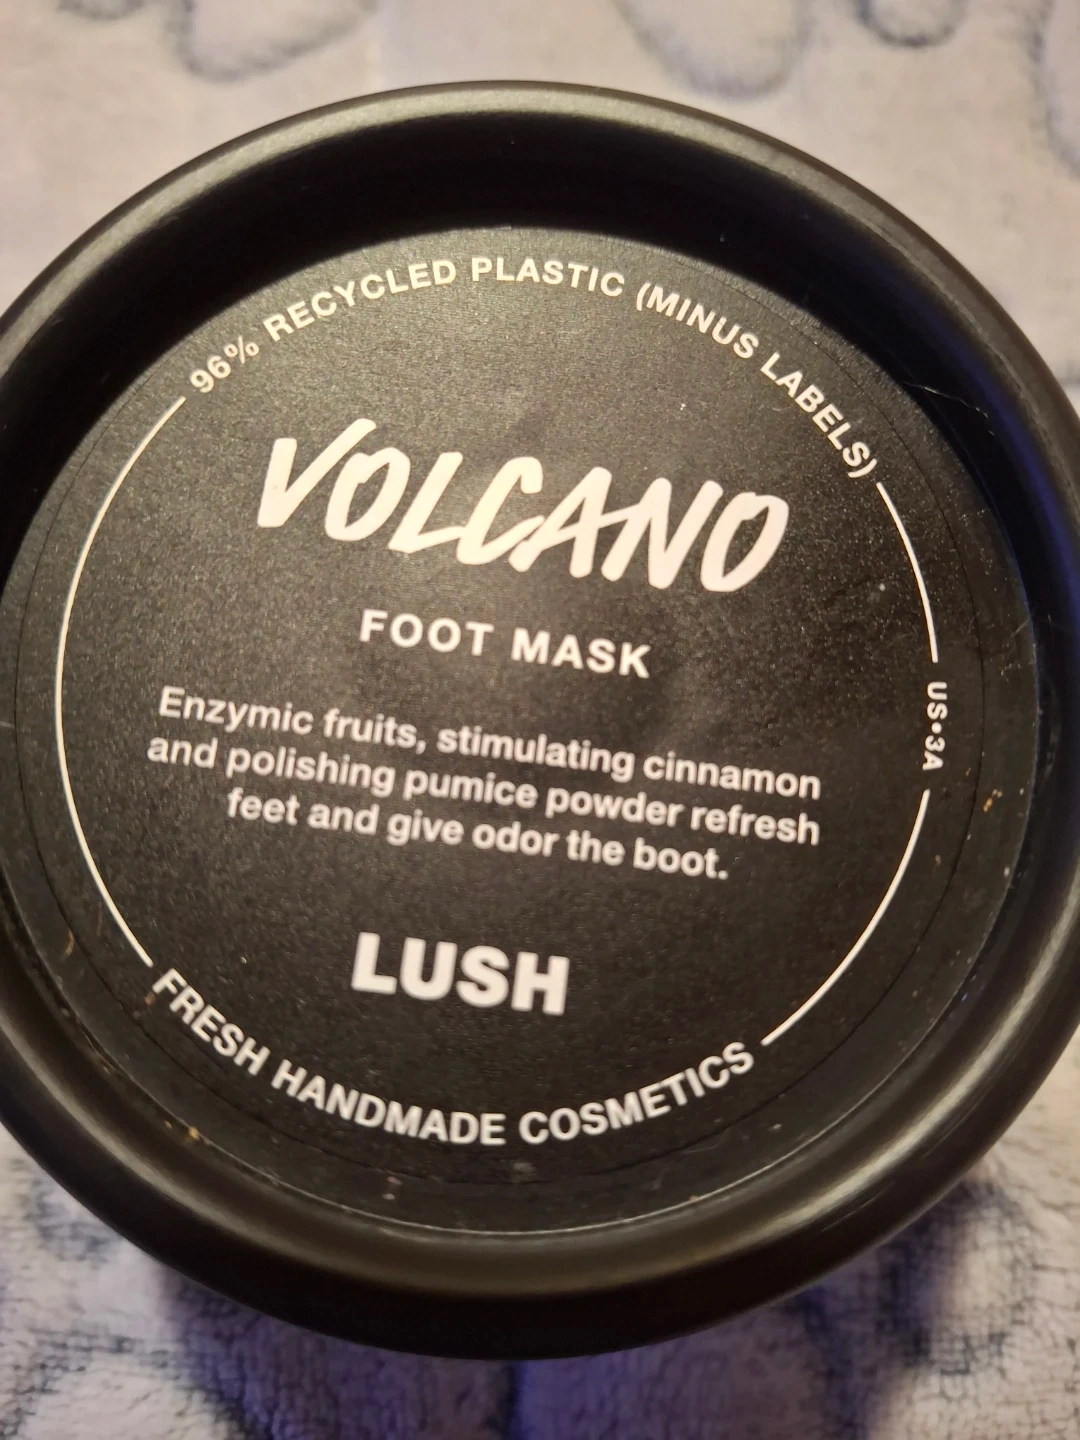 96% RECYCLED PLASTIC (MINUS LABELS)
VOLCANO
FOOT MASK
Enzymic fruits, stimulating cinnamon
and polishing pumice powder refresh
feet and give odor the boot.
US•3A
LUSH
FRESH HANDMADE COSMETICS